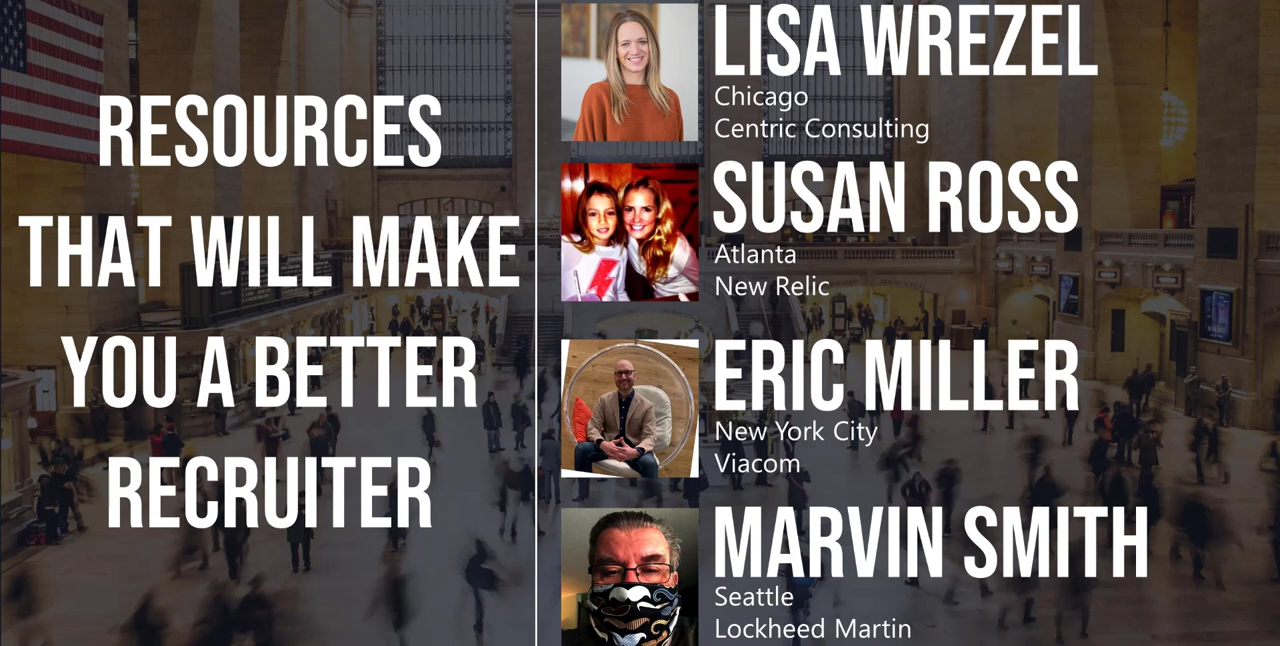 RESOURCES
THAT WILL MAKE
YOU A BETTER
RECRUITER
LISA WREZEL
Chicago
Centric Consulting
SUSAN ROSS
Atlanta
New Relic
ERIC MILLER
New York City
Viacom
MARVIN SMITH
Seattle
Lockheed Martin